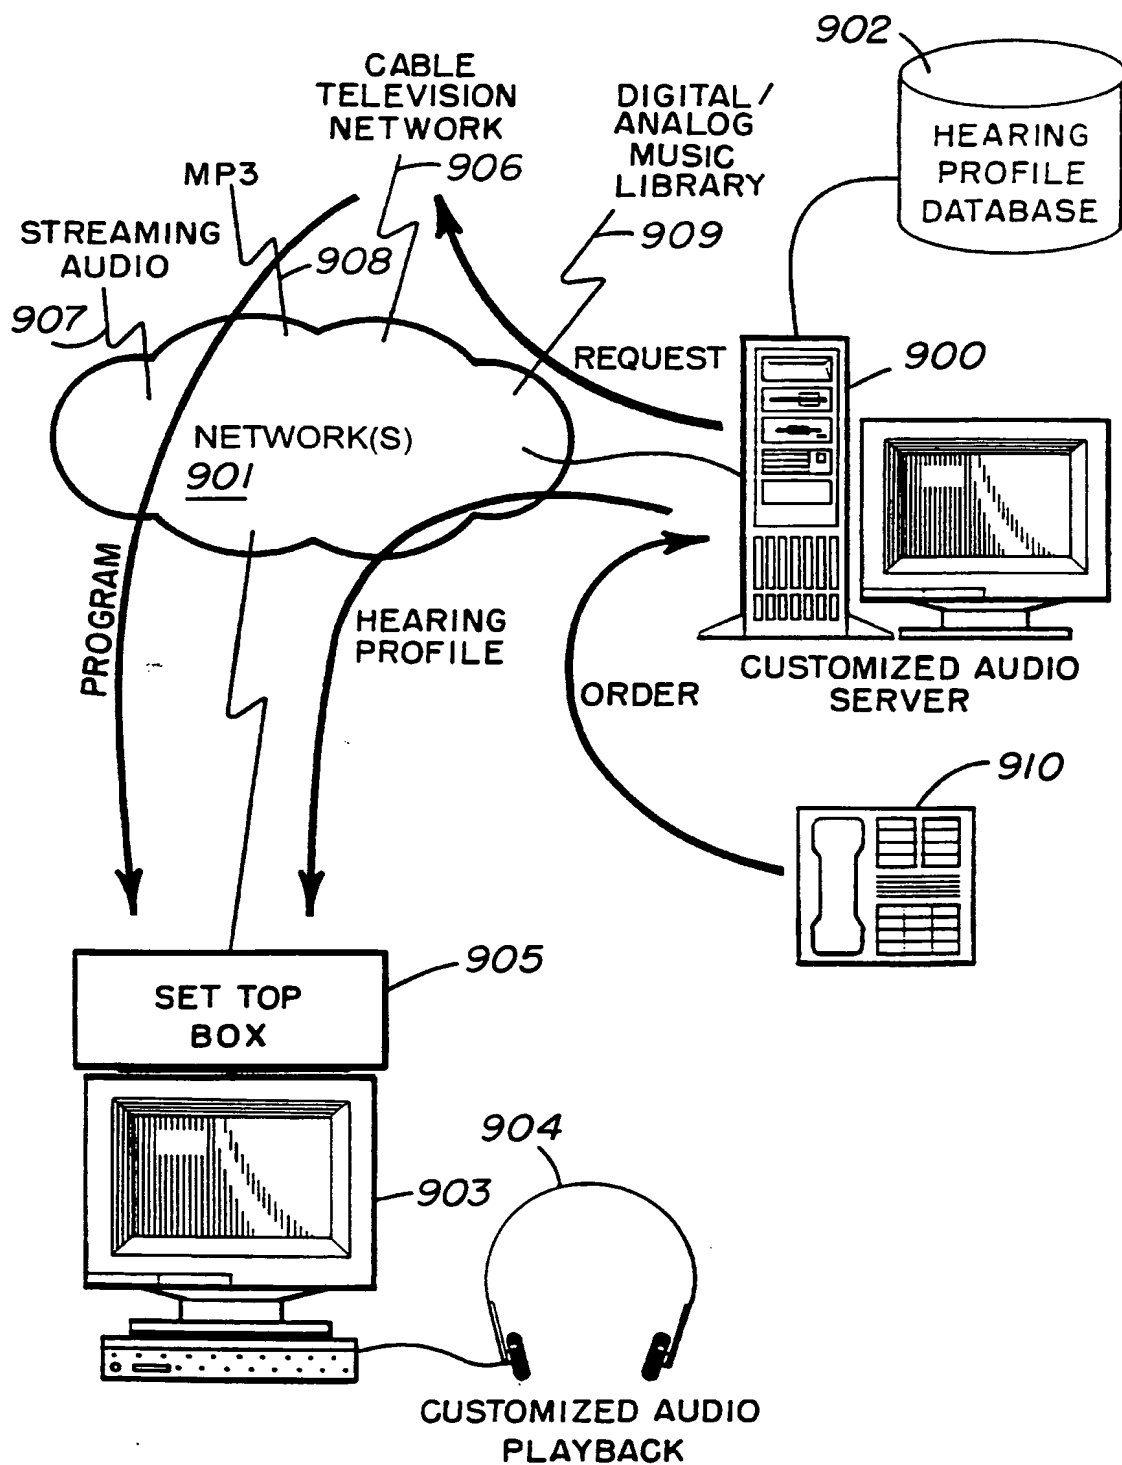 902
CABLE
TELEVISION
NETWORK
906
DIGITAL/
ANALOG
MUSIC
LIBRARY
909
HEARING
PROFILE
DATABASE
MP3
908
STREAMING
AUDIO
907
REQUEST
900
NETWORK(S)
901
PROGRAM
HEARING
PROFILE
ORDER
CUSTOMIZED AUDIO
SERVER
910
905
SET TOP
BOX
904
903
CUSTOMIZED AUDIO
PLAYBACK